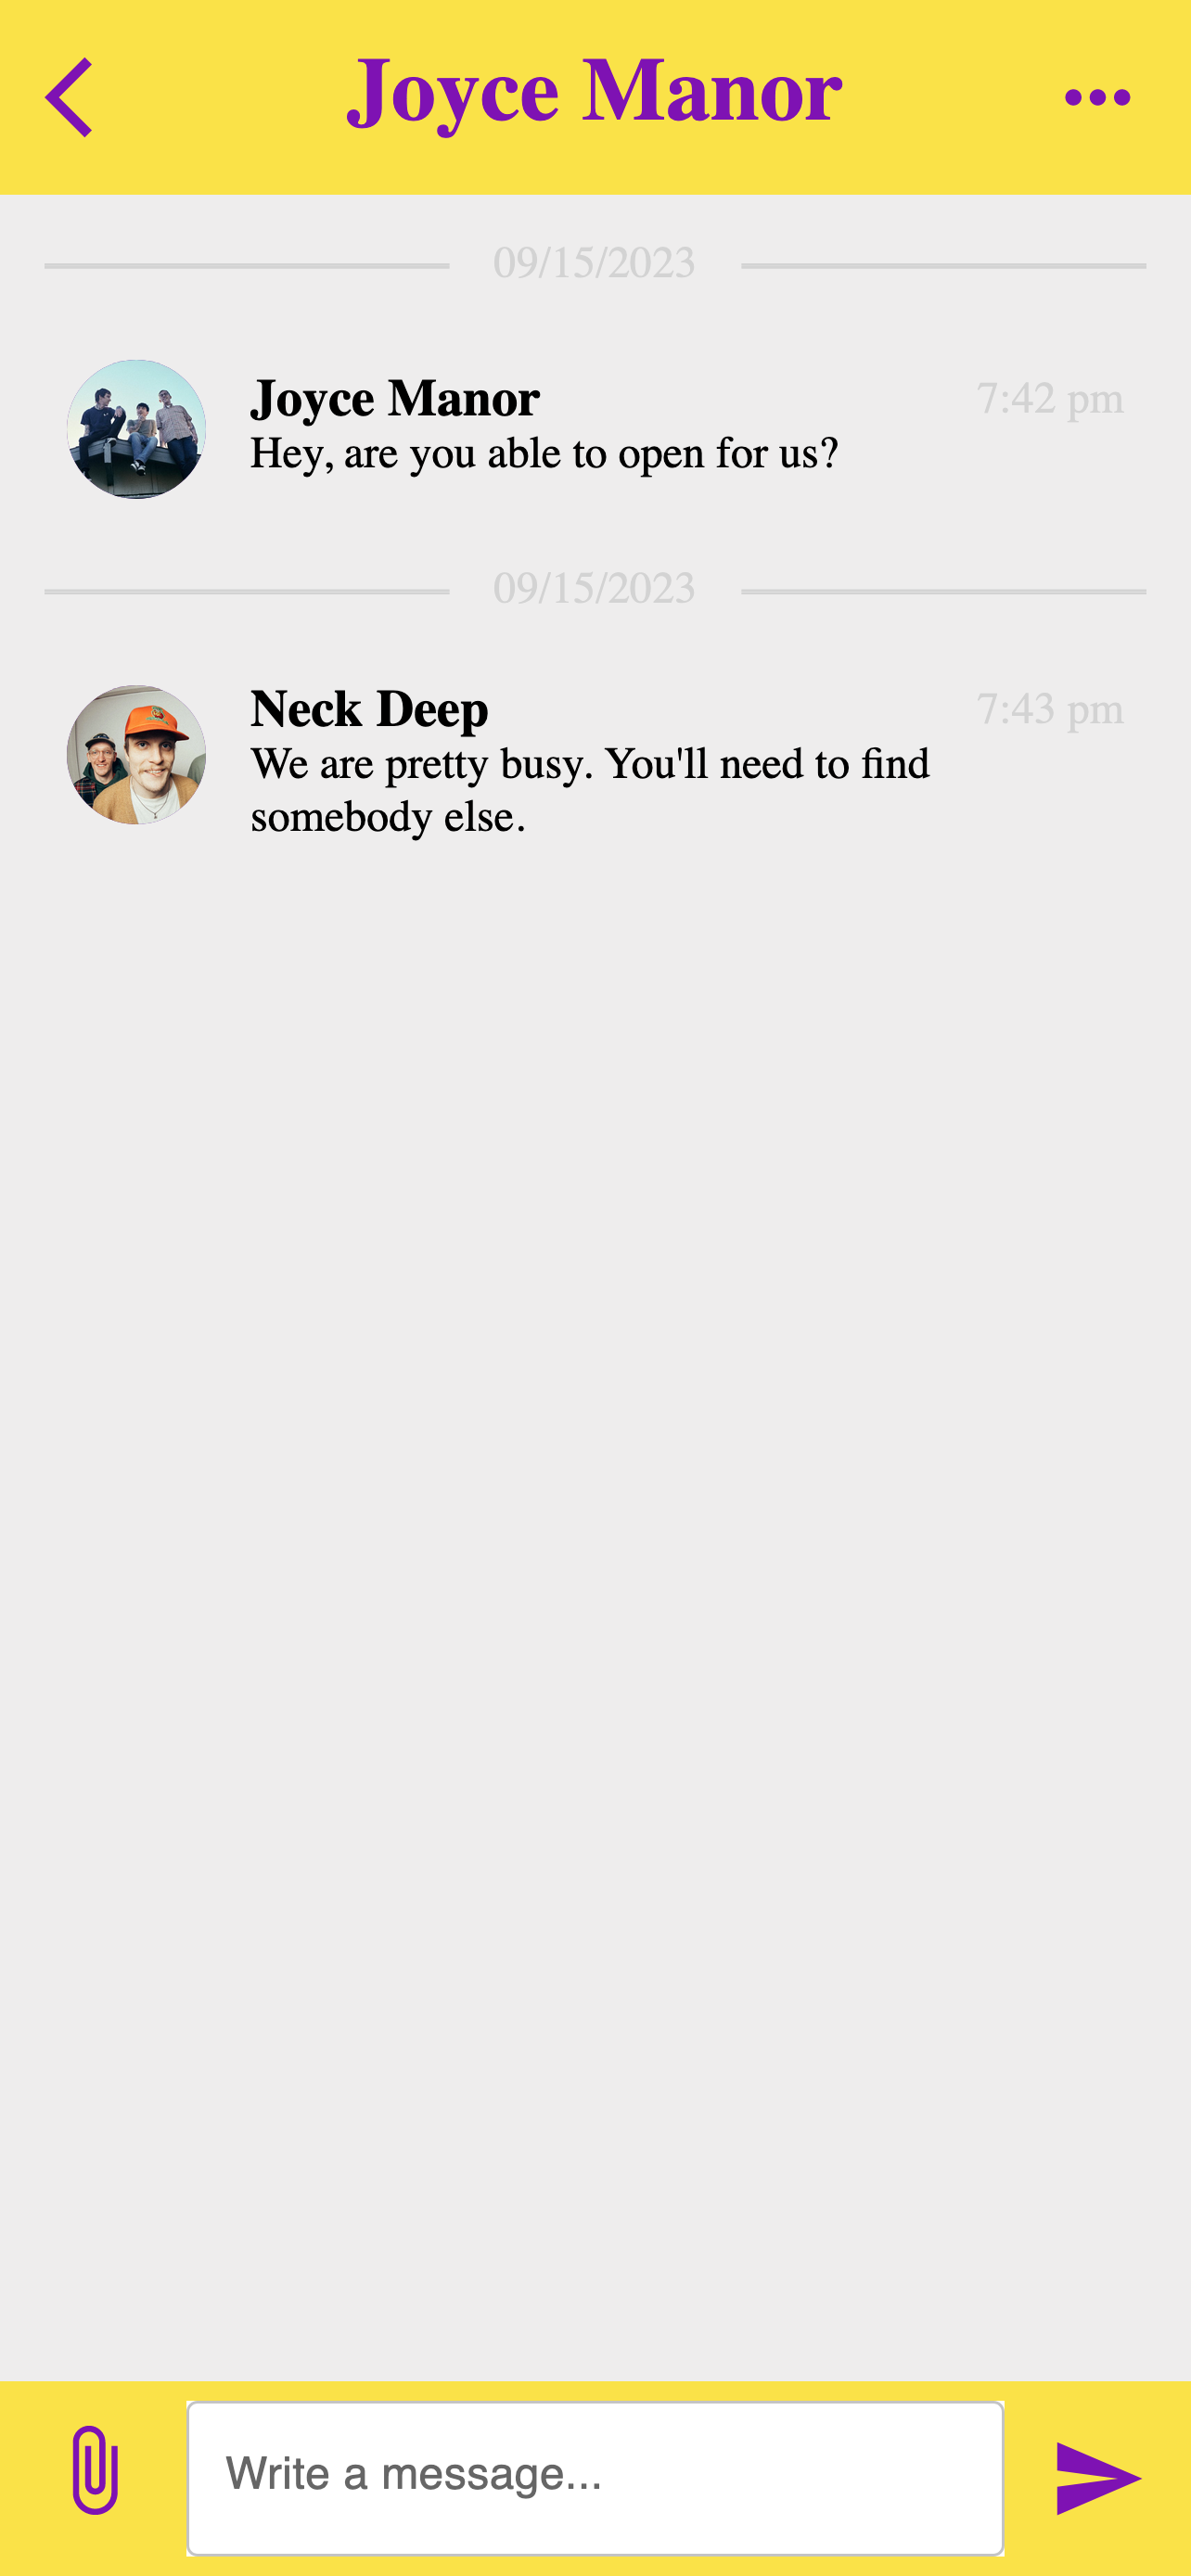 Joyce Manor
09/15/2023
Joyce Manor 7:42 pm
Hey, are you able to open for us?
09/15/2023
Neck Deep 7:43 pm
We are pretty busy. You'll need to find
somebody else.
Write a message...